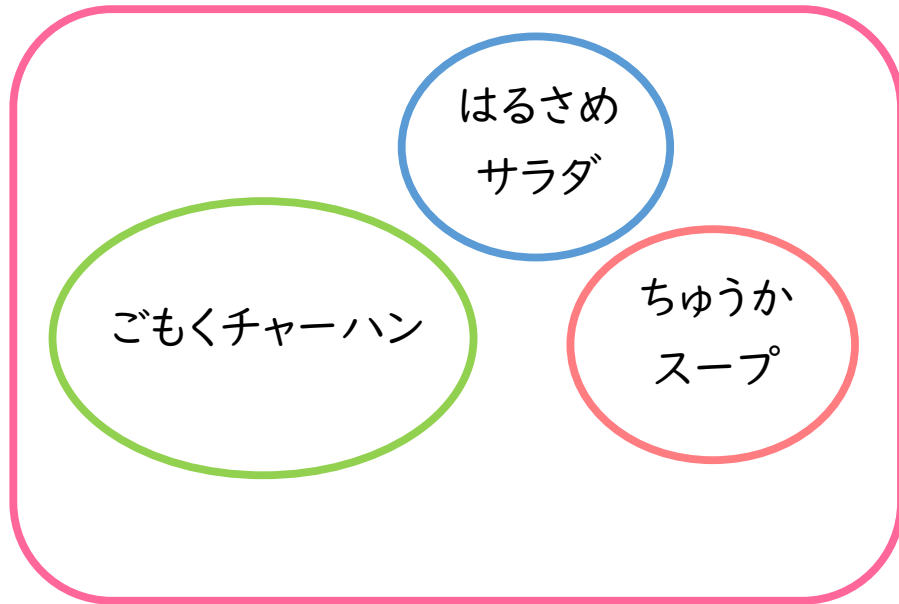 はるさめ
サラダ
ごもくチャーハン
ちゅうか
スープ